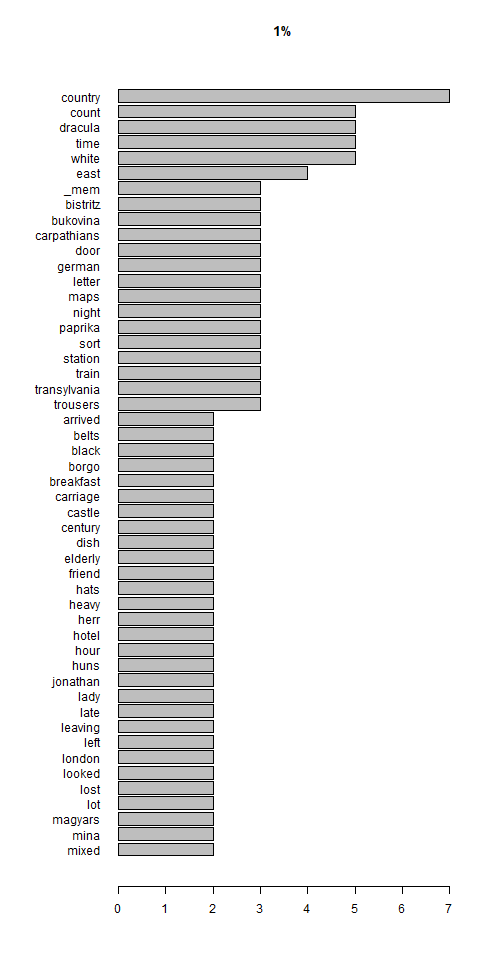 1%
country
count
dracula
time
white
east
_mem
bistritz
bukovina
carpathians
door
german
letter
maps
night
paprika
sort
station
train
transylvania
trousers
arrived
belts
black
borgo
breakfast
carriage
castle
century
dish
elderly
friend
hats
heavy
herr
hotel
hour
huns
jonathan
lady
late
leaving
left
london
looked
lost
lot
magyars
mina
mixed
0 1 2 3 4 5 6 7